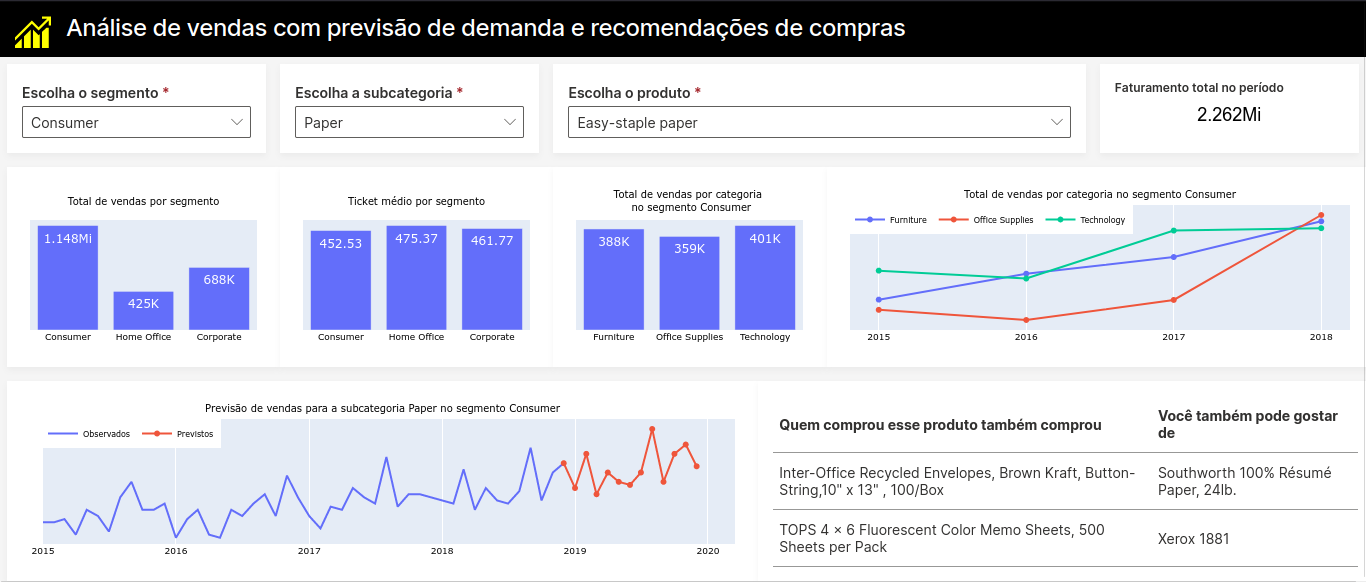 Análise de vendas com previsão de demanda e recomendações de compras
Escolha o segmento *
Consumer
Escolha a subcategoria *
Paper
Escolha o produto *
Easy-staple paper
Faturamento total no período
2.262Mi
Total de vendas por segmento
1.148Mi
425K
688K
Consumer Home Office Corporate
Ticket médio por segmento
452.53
475.37
461.77
Consumer Home Office Corporate
Total de vendas por categoria
no segmento Consumer
388K
359K
401K
Furniture Office Supplies Technology
Total de vendas por categoria no segmento Consumer
Furniture Office Supplies Technology
2015 2016 2017 2018
Previsão de vendas para a subcategoria Paper no segmento Consumer
Observados Previstos
2015 2016 2017 2018 2019 2020
Quem comprou esse produto também comprou
Você também pode gostar
de
Inter-Office Recycled Envelopes, Brown Kraft, Button-
String,10" x 13" , 100/Box
Southworth 100% Résumé
Paper, 24lb.
TOPS 4 x 6 Fluorescent Color Memo Sheets, 500
Sheets per Pack
Xerox 1881